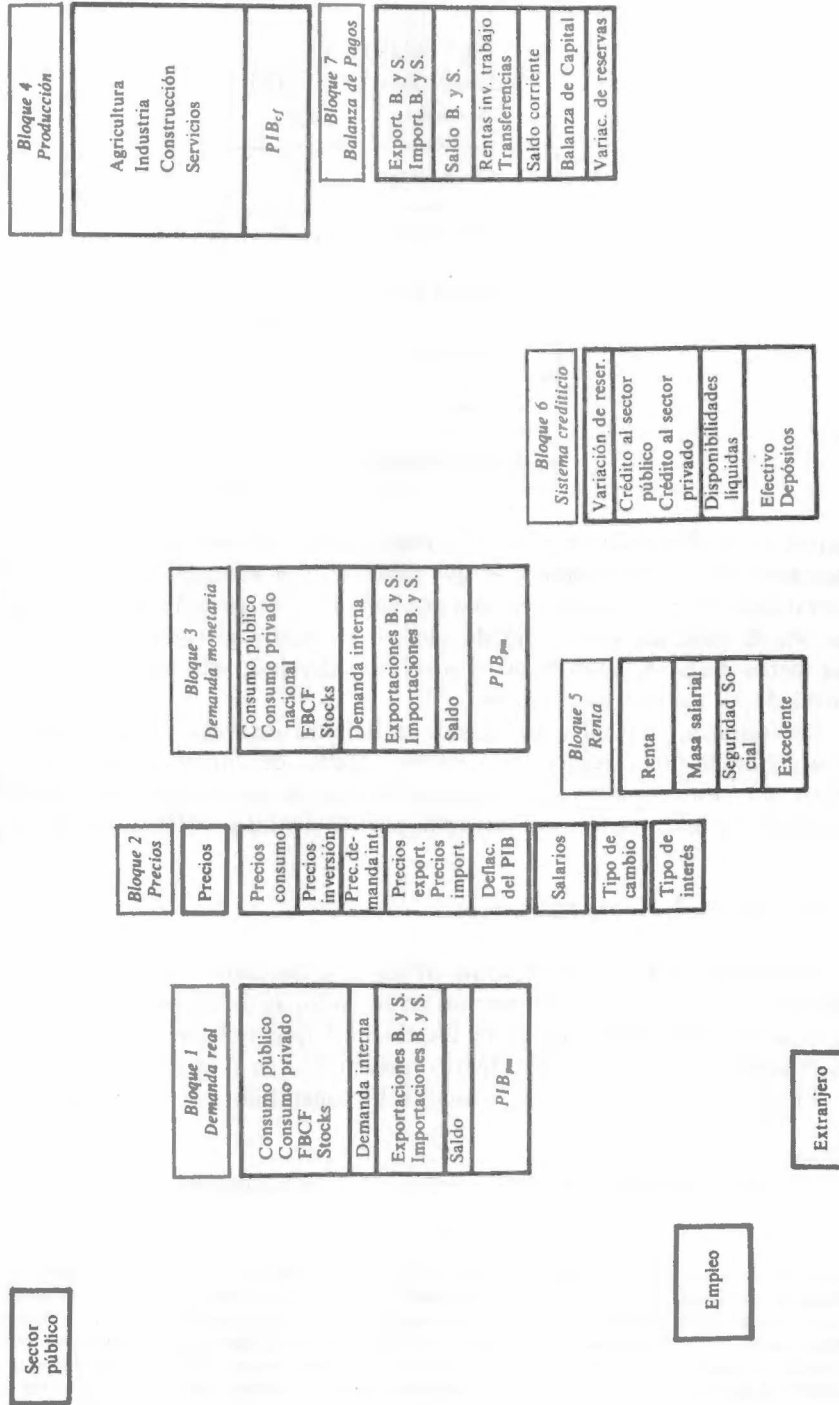 Sector
público
Bloque 1
Demanda real
Consumo público
Consumo privado
FBCF
Stocks
Demanda interna
Exportaciones B. y S.
Importaciones B. y S.
Saldo
PIBpm
Empleo
Extranjero
Bloque 2
Precios
Precios
Precios
consumo
Precios
inversión
Prec. de-
manda int.
Precios
export.
Precios
import.
Deflac.
del PIB
Salarios
Tipo de
cambio
Tipo de
interés
Bloque 3
Demanda monetaria
Consumo público
Consumo privado
nacional
FBCF
Stocks
Demanda interna
Exportaciones B. y S.
Importaciones B. y S.
Saldo
PIBpm
Bloque 5
Renta
Renta
Masa salarial
Seguridad So-
cial
Excedente
Bloque 6
Sistema crediticio
Variación de reser.
Crédito al sector
público
Crédito al sector
privado
Disponibilidades
líquidas
Efectivo
Depósitos
Bloque 4
Producción
Agricultura
Industria
Construcción
Servicios
PIBcf
Bloque 7
Balanza de Pagos
Export. B. y S.
Import. B. y S.
Saldo B. y S.
Rentas inv. trabajo
Transferencias
Saldo corriente
Balanza de Capital
Variac. de reservas